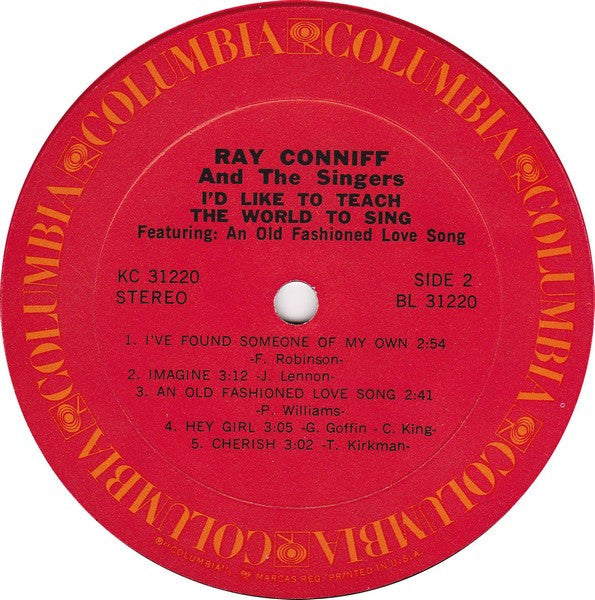 COLUMBIA COLUMBIA COLUMBIA COLUMBIA COLUMBIA COLUMBIA
RAY CONNIFF
And The Singers
I'D LIKE TO TEACH
THE WORLD TO SING
Featuring: An Old Fashioned Love Song
KC 31220
STEREO
SIDE 2
BL 31220
1. I'VE FOUND SOMEONE OF MY OWN 2:54
-F. Robinson-
2. IMAGINE 3:12 -J. Lennon-
3. AN OLD FASHIONED LOVE SONG 2:41
-P. Williams-
4. HEY GIRL 3:05 -G. Goffin - C. King-
5. CHERISH 3:02 -T. Kirkman-
"COLUMBIA", MARCAS REG. PRINTED IN U.S.A.